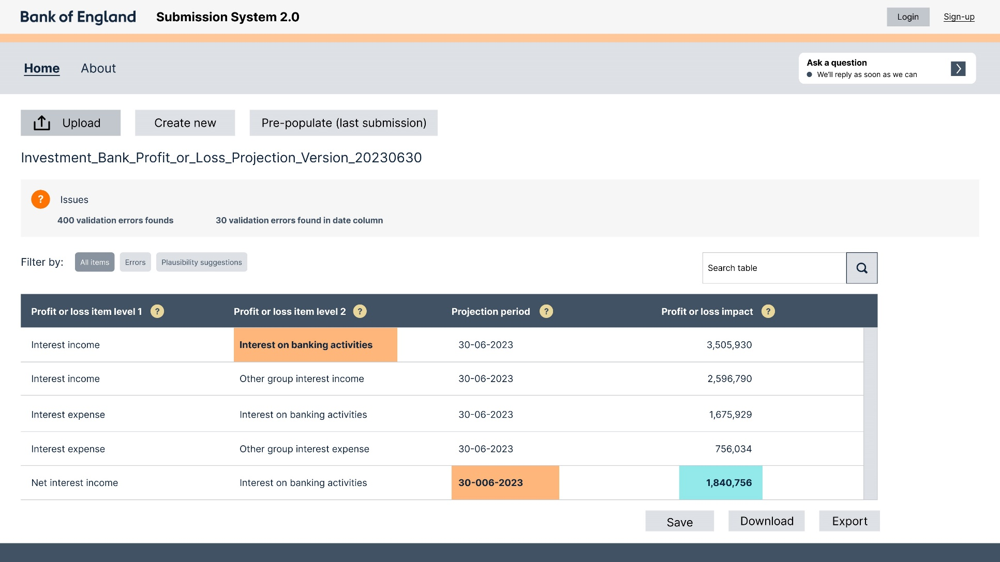 Bank of England Submission System 2.0 Login Sign-up
Home About
Ask a question
We'll reply as soon as we can
Upload Create new Pre-populate (last submission)
Investment_Bank_Profit_or_Loss_Projection_Version_20230630
? Issues
400 validation errors founds 30 validation errors found in date column
Filter by: All items Errors Plausibility suggestions Search table
Profit or loss item level 1 ? Profit or loss item level 2 ? Projection period ? Profit or loss impact ?
Interest income Interest on banking activities 30-06-2023 3,505,930
Interest income Other group interest income 30-06-2023 2,596,790
Interest expense Interest on banking activities 30-06-2023 1,675,929
Interest expense Other group interest expense 30-06-2023 756,034
Net interest income Interest on banking activities 30-006-2023 1,840,756
Save Download Export